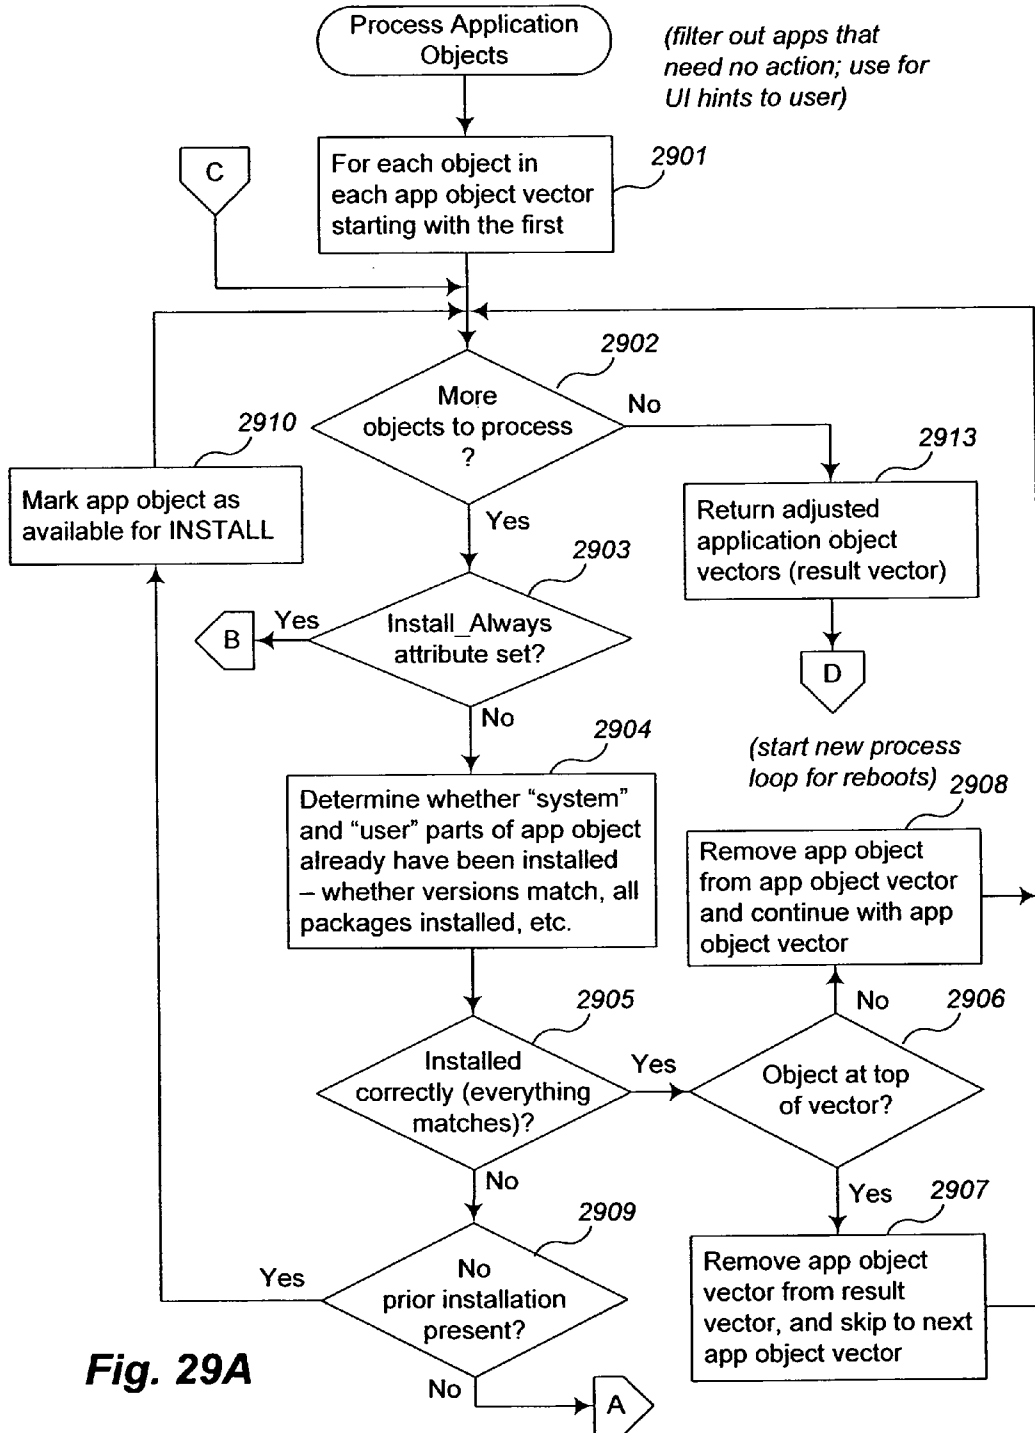 Process Application
Objects
(filter out apps that
need no action; use for
UI hints to user)
2901
For each object in
each app object vector
starting with the first
C
2902
More
objects to process
?
No
Yes
2910
Mark app object as
available for INSTALL
2913
Return adjusted
application object
vectors (result vector)
D
2903
Install_Always
attribute set?
Yes
B
No
2904
Determine whether “system”
and “user” parts of app object
already have been installed
– whether versions match, all
packages installed, etc.
(start new process
loop for reboots)
2908
Remove app object
from app object vector
and continue with app
object vector
2905
Installed
correctly (everything
matches)?
Yes
No
2906
Object at top
of vector?
No
Yes
2907
Remove app object
vector from result
vector, and skip to next
app object vector
2909
No
prior installation
present?
Yes
No
A
Fig. 29A